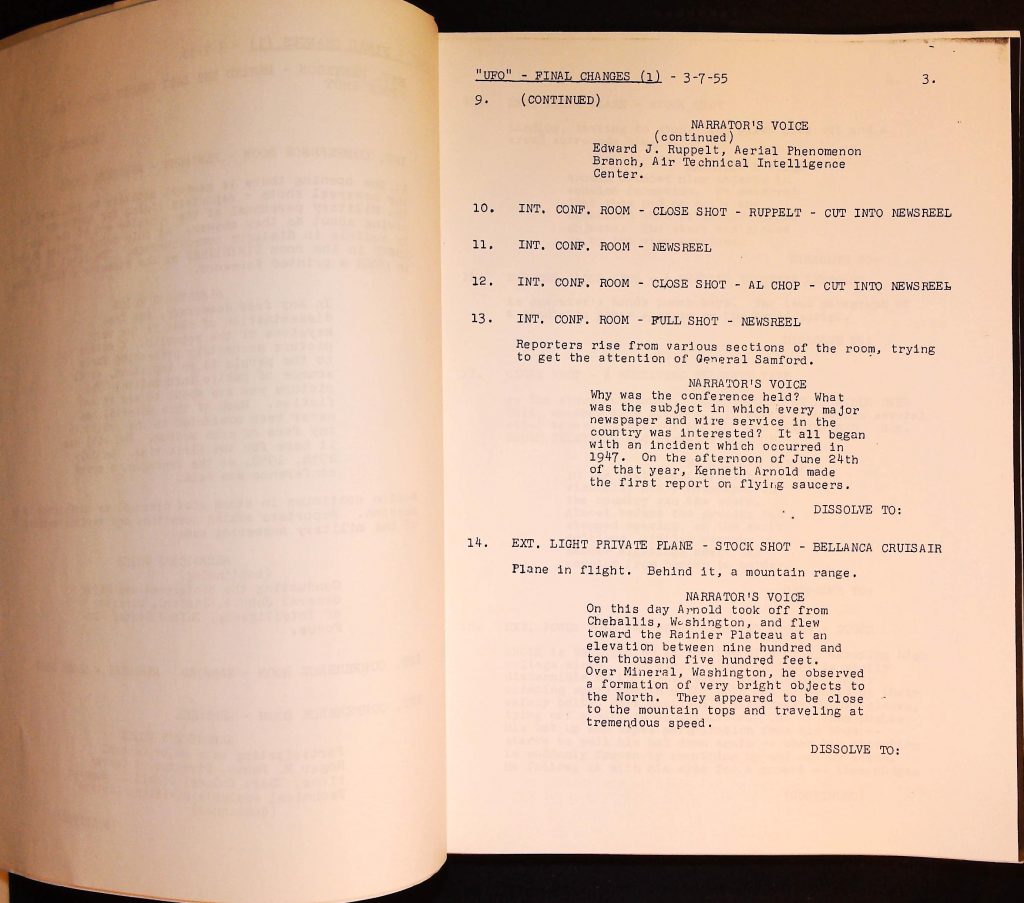 "UFO" - FINAL CHANGES (1) - 3-7-55 3.
9. (CONTINUED)
NARRATOR'S VOICE
(continued)
Edward J. Ruppelt, Aerial Phenomenon
Branch, Air Technical Intelligence
Center.
10. INT. CONF. ROOM - CLOSE SHOT - RUPPELT - CUT INTO NEWSREEL
11. INT. CONF. ROOM - NEWSREEL
12. INT. CONF. ROOM - CLOSE SHOT - AL CHOP - CUT INTO NEWSREEL
13. INT. CONF. ROOM - FULL SHOT - NEWSREEL
Reporters rise from various sections of the room, trying
to get the attention of General Samford.
NARRATOR'S VOICE
Why was the conference held? What
was the subject in which every major
newspaper and wire service in the
country was interested? It all began
with an incident which occurred in
1947. On the afternoon of June 24th
of that year, Kenneth Arnold made
the first report on flying saucers.
DISSOLVE TO:
14. EXT. LIGHT PRIVATE PLANE - STOCK SHOT - BELLANCA CRUISAIR
Plane in flight. Behind it, a mountain range.
NARRATOR'S VOICE
On this day Arnold took off from
Cheballis, Washington, and flew
toward the Rainier Plateau at an
elevation between nine hundred and
ten thousand five hundred feet.
Over Mineral, Washington, he observed
a formation of very bright objects to
the North. They appeared to be close
to the mountain tops and traveling at
tremendous speed.
DISSOLVE TO: